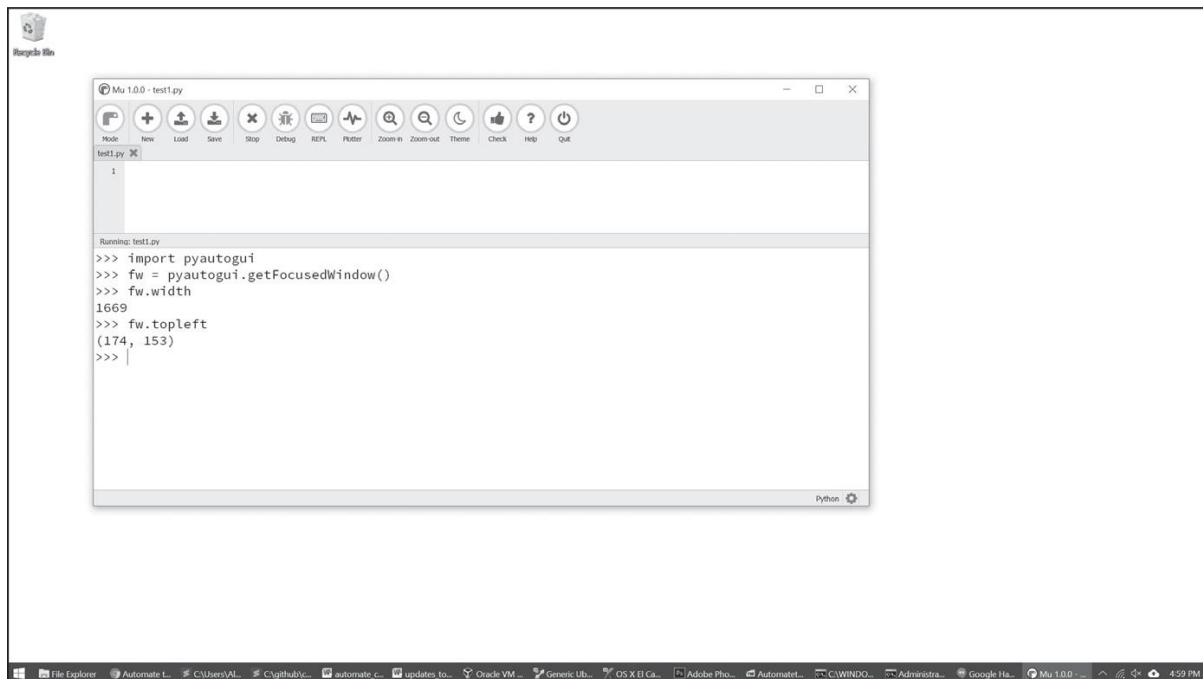 Recycle Bin
Mu 1.0.0 - test1.py
Mode New Load Save Stop Debug REPL Plotter Zoom-in Zoom-out Theme Check Help Quit
test1.py
1
Running: test1.py
>>> import pyautogui
>>> fw = pyautogui.getFocusedWindow()
>>> fw.width
1669
>>> fw.topleft
(174, 153)
>>>
Python
File Explorer Automate t... C:\Users\Al... C:\github\c... automate_c... updates_to... Oracle VM ... Generic Ub... OS X El Ca... Adobe Pho... Automatet... C:\WINDO... Administra... Google Ha... Mu 1.0.0 - ... 4:59 PM